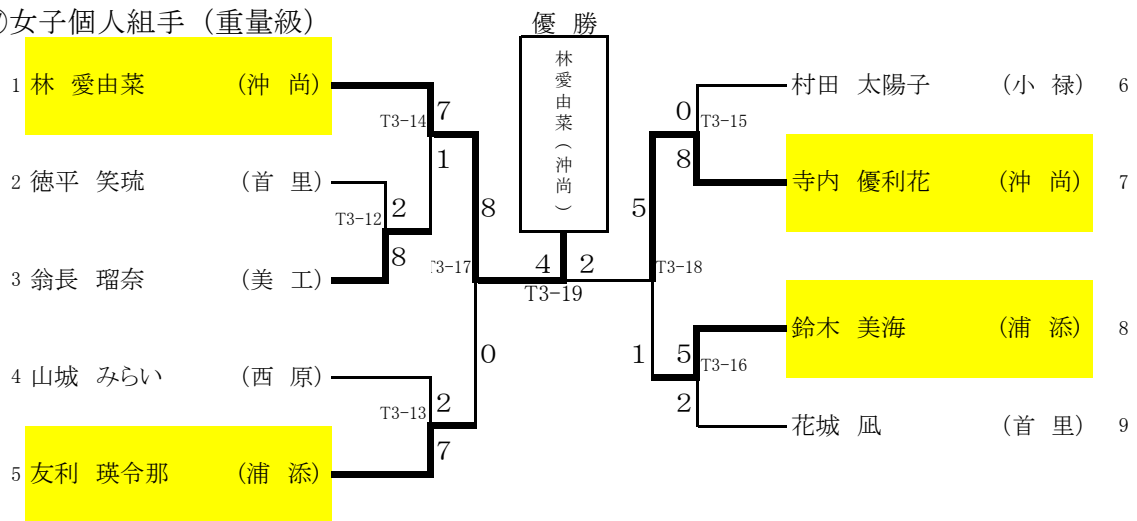 女子個人組手（重量級）
優 勝
林愛由菜（沖尚）
1 林 愛由菜 (沖 尚)
2 徳平 笑琉 (首 里)
3 翁長 瑠奈 (美 工)
4 山城 みらい (西 原)
5 友利 瑛令那 (浦 添)
T3-14
7
1
T3-12
2
8
T3-17
8
0
T3-13
2
7
4
2
T3-19
村田 太陽子 (小 禄) 6
寺内 優利花 (沖 尚) 7
鈴木 美海 (浦 添) 8
花城 凪 (首 里) 9
0
T3-15
8
5
T3-18
1
5
T3-16
2